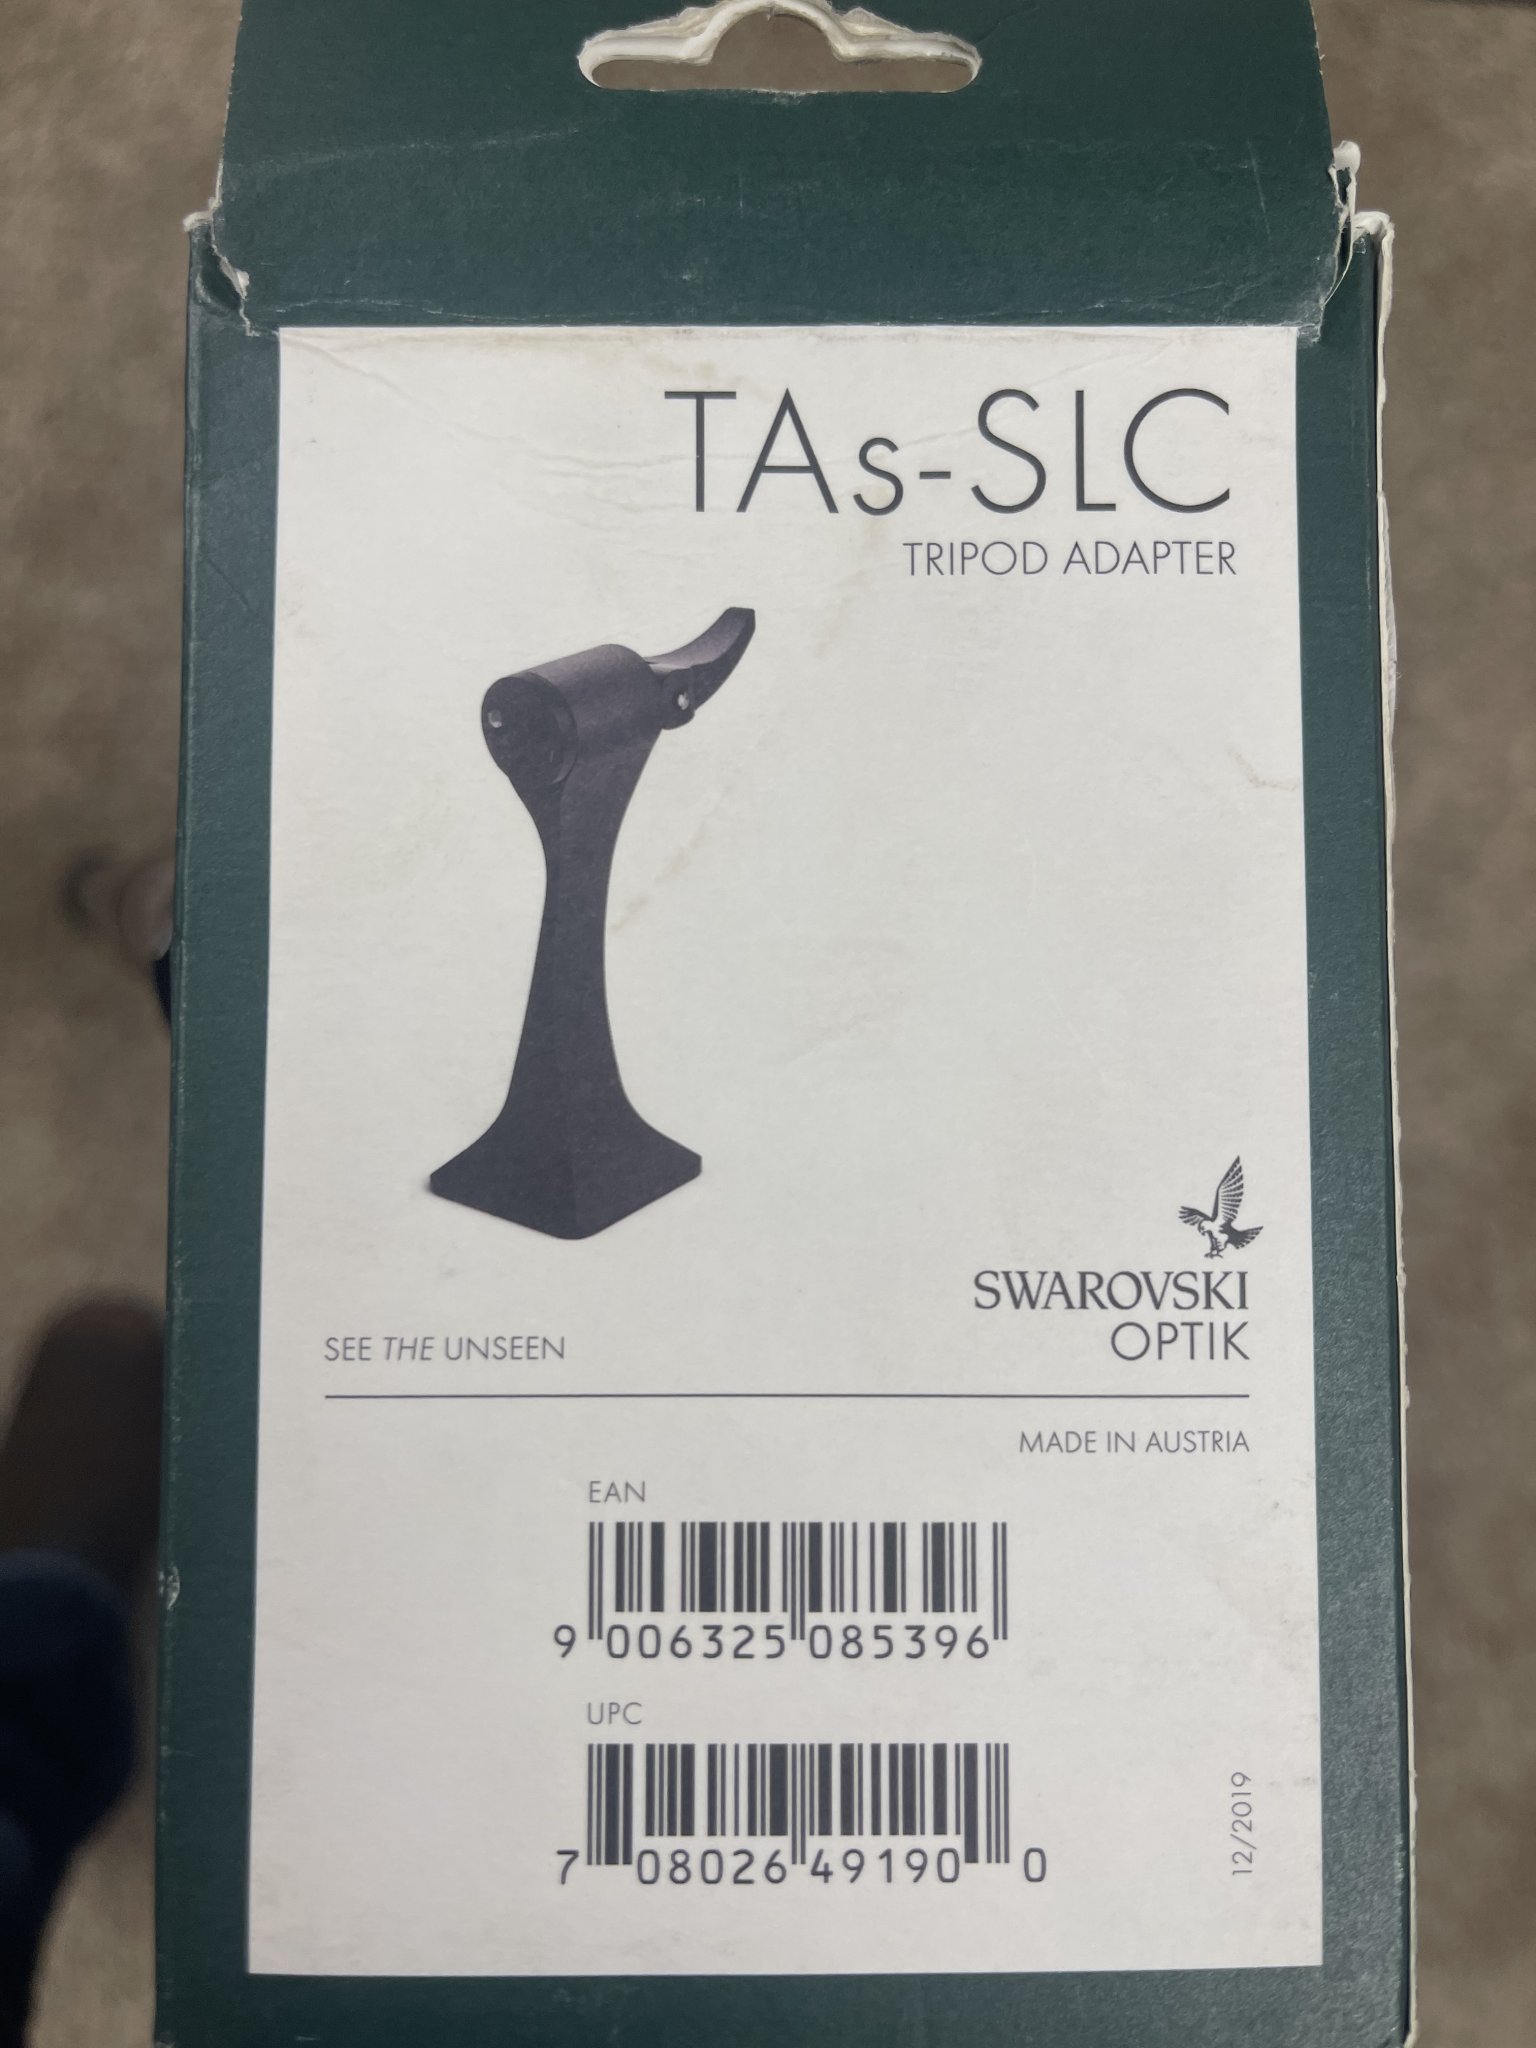 TAs-SLC
TRIPOD ADAPTER
SWAROVSKI
OPTIK
SEE THE UNSEEN
MADE IN AUSTRIA
EAN
9 006325 085396
UPC
7 08026 49190 0
12/2019